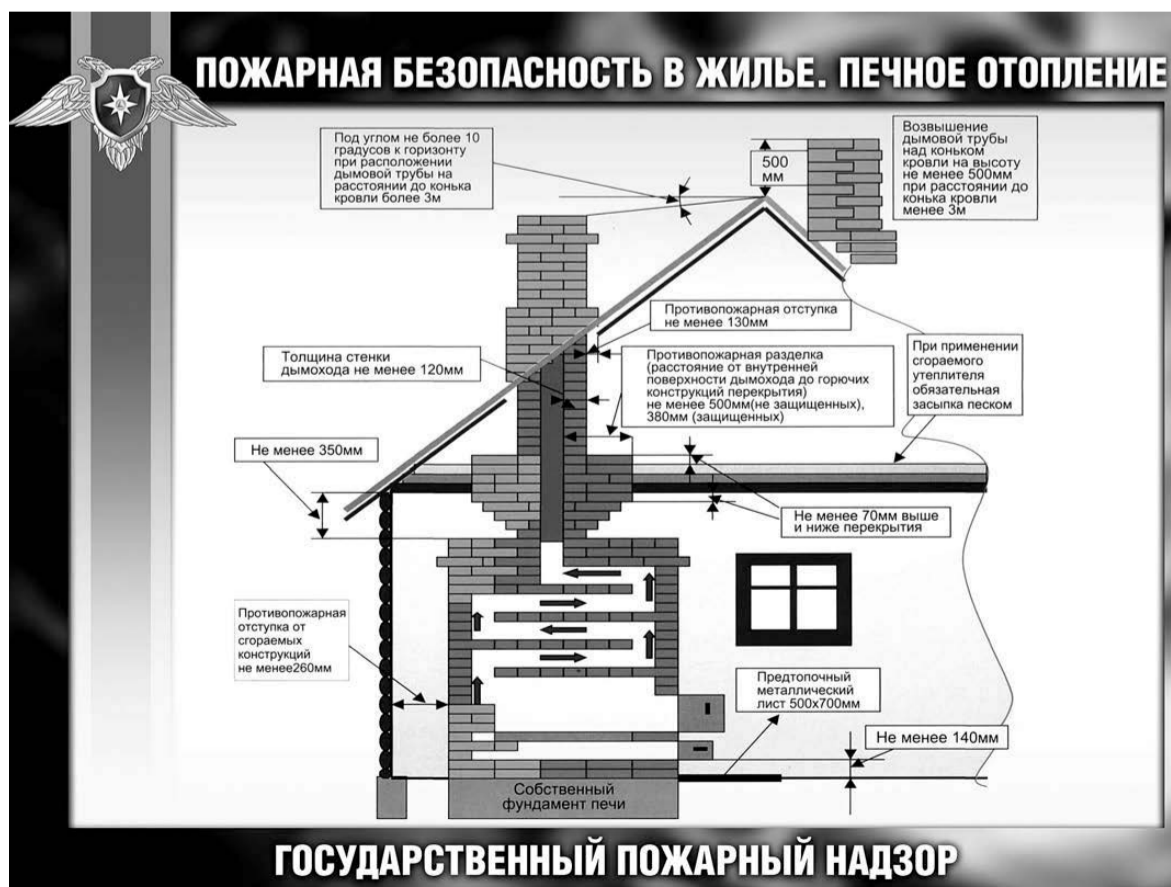 ПОЖАРНАЯ БЕЗОПАСНОСТЬ В ЖИЛЬЕ. ПЕЧНОЕ ОТОПЛЕНИЕ
Под углом не более 10
градусов к горизонту
при расположении
дымовой трубы на
расстоянии до конька
кровли более 3м
500
мм
Возвышение
дымовой трубы
над коньком
кровли на высоту
не менее 500мм
при расстоянии до
конька кровли
менее 3м
Противопожарная отступка
не менее 130мм
Толщина стенки
дымохода не менее 120мм
Противопожарная разделка
(расстояние от внутренней
поверхности дымохода до горючих
конструкций перекрытия)
не менее 500мм(не защищенных),
380мм (защищенных)
При применении
сгораемого
утеплителя
обязательная
засыпка песком
Не менее 350мм
Не менее 70мм выше
и ниже перекрытия
Противопожарная
отступка от
сгораемых
конструкций
не менее260мм
Предтопочный
металлический
лист 500х700мм
Не менее 140мм
Собственный
фундамент печи
ГОСУДАРСТВЕННЫЙ ПОЖАРНЫЙ НАДЗОР